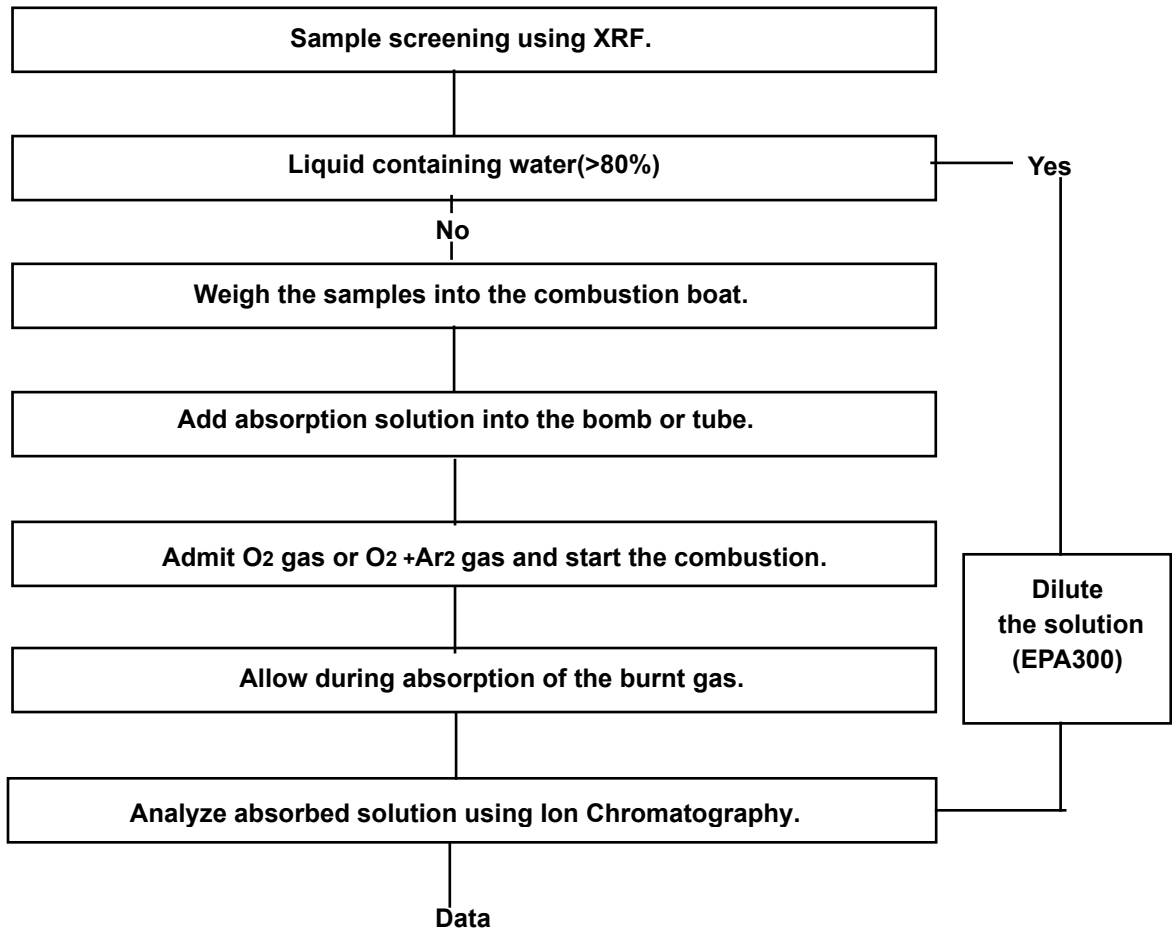 Sample screening using XRF.
Liquid containing water(>80%)
Yes
No
Weigh the samples into the combustion boat.
Add absorption solution into the bomb or tube.
Admit O2 gas or O2 +Ar2 gas and start the combustion.
Dilute
the solution
(EPA300)
Allow during absorption of the burnt gas.
Analyze absorbed solution using Ion Chromatography.
Data